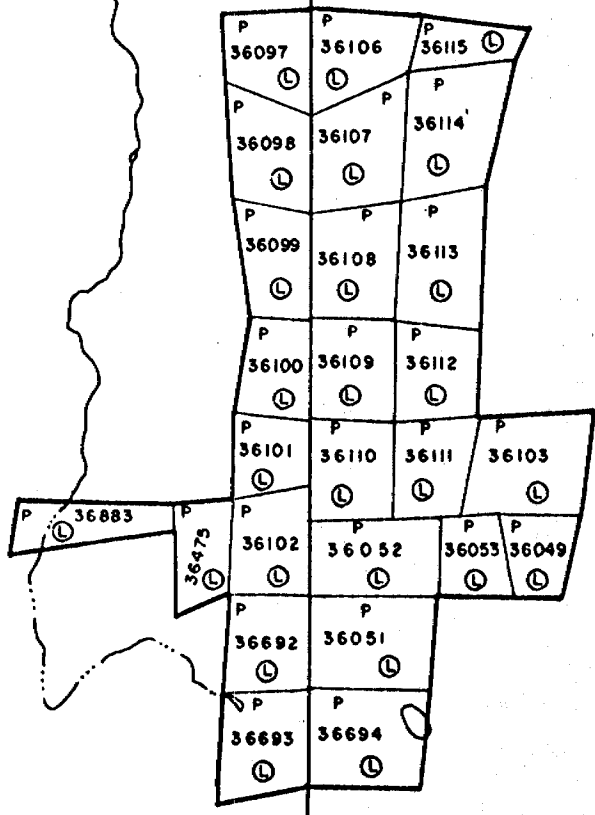 P 36097 Ⓛ
P 36106 Ⓛ
P 36115 Ⓛ
P 36098 Ⓛ
P 36107 Ⓛ
P 36114' Ⓛ
P 36099 Ⓛ
P 36108 Ⓛ
P 36113 Ⓛ
P 36100 Ⓛ
P 36109 Ⓛ
P 36112 Ⓛ
P 36101 Ⓛ
P 36110 Ⓛ
P 36111 Ⓛ
P 36103 Ⓛ
P 36883 Ⓛ
P 36475 Ⓛ
P 36102 Ⓛ
P 36052 Ⓛ
P 36053 Ⓛ
P 36049 Ⓛ
P 36692 Ⓛ
P 36051 Ⓛ
P 36693 Ⓛ
P 36694 Ⓛ